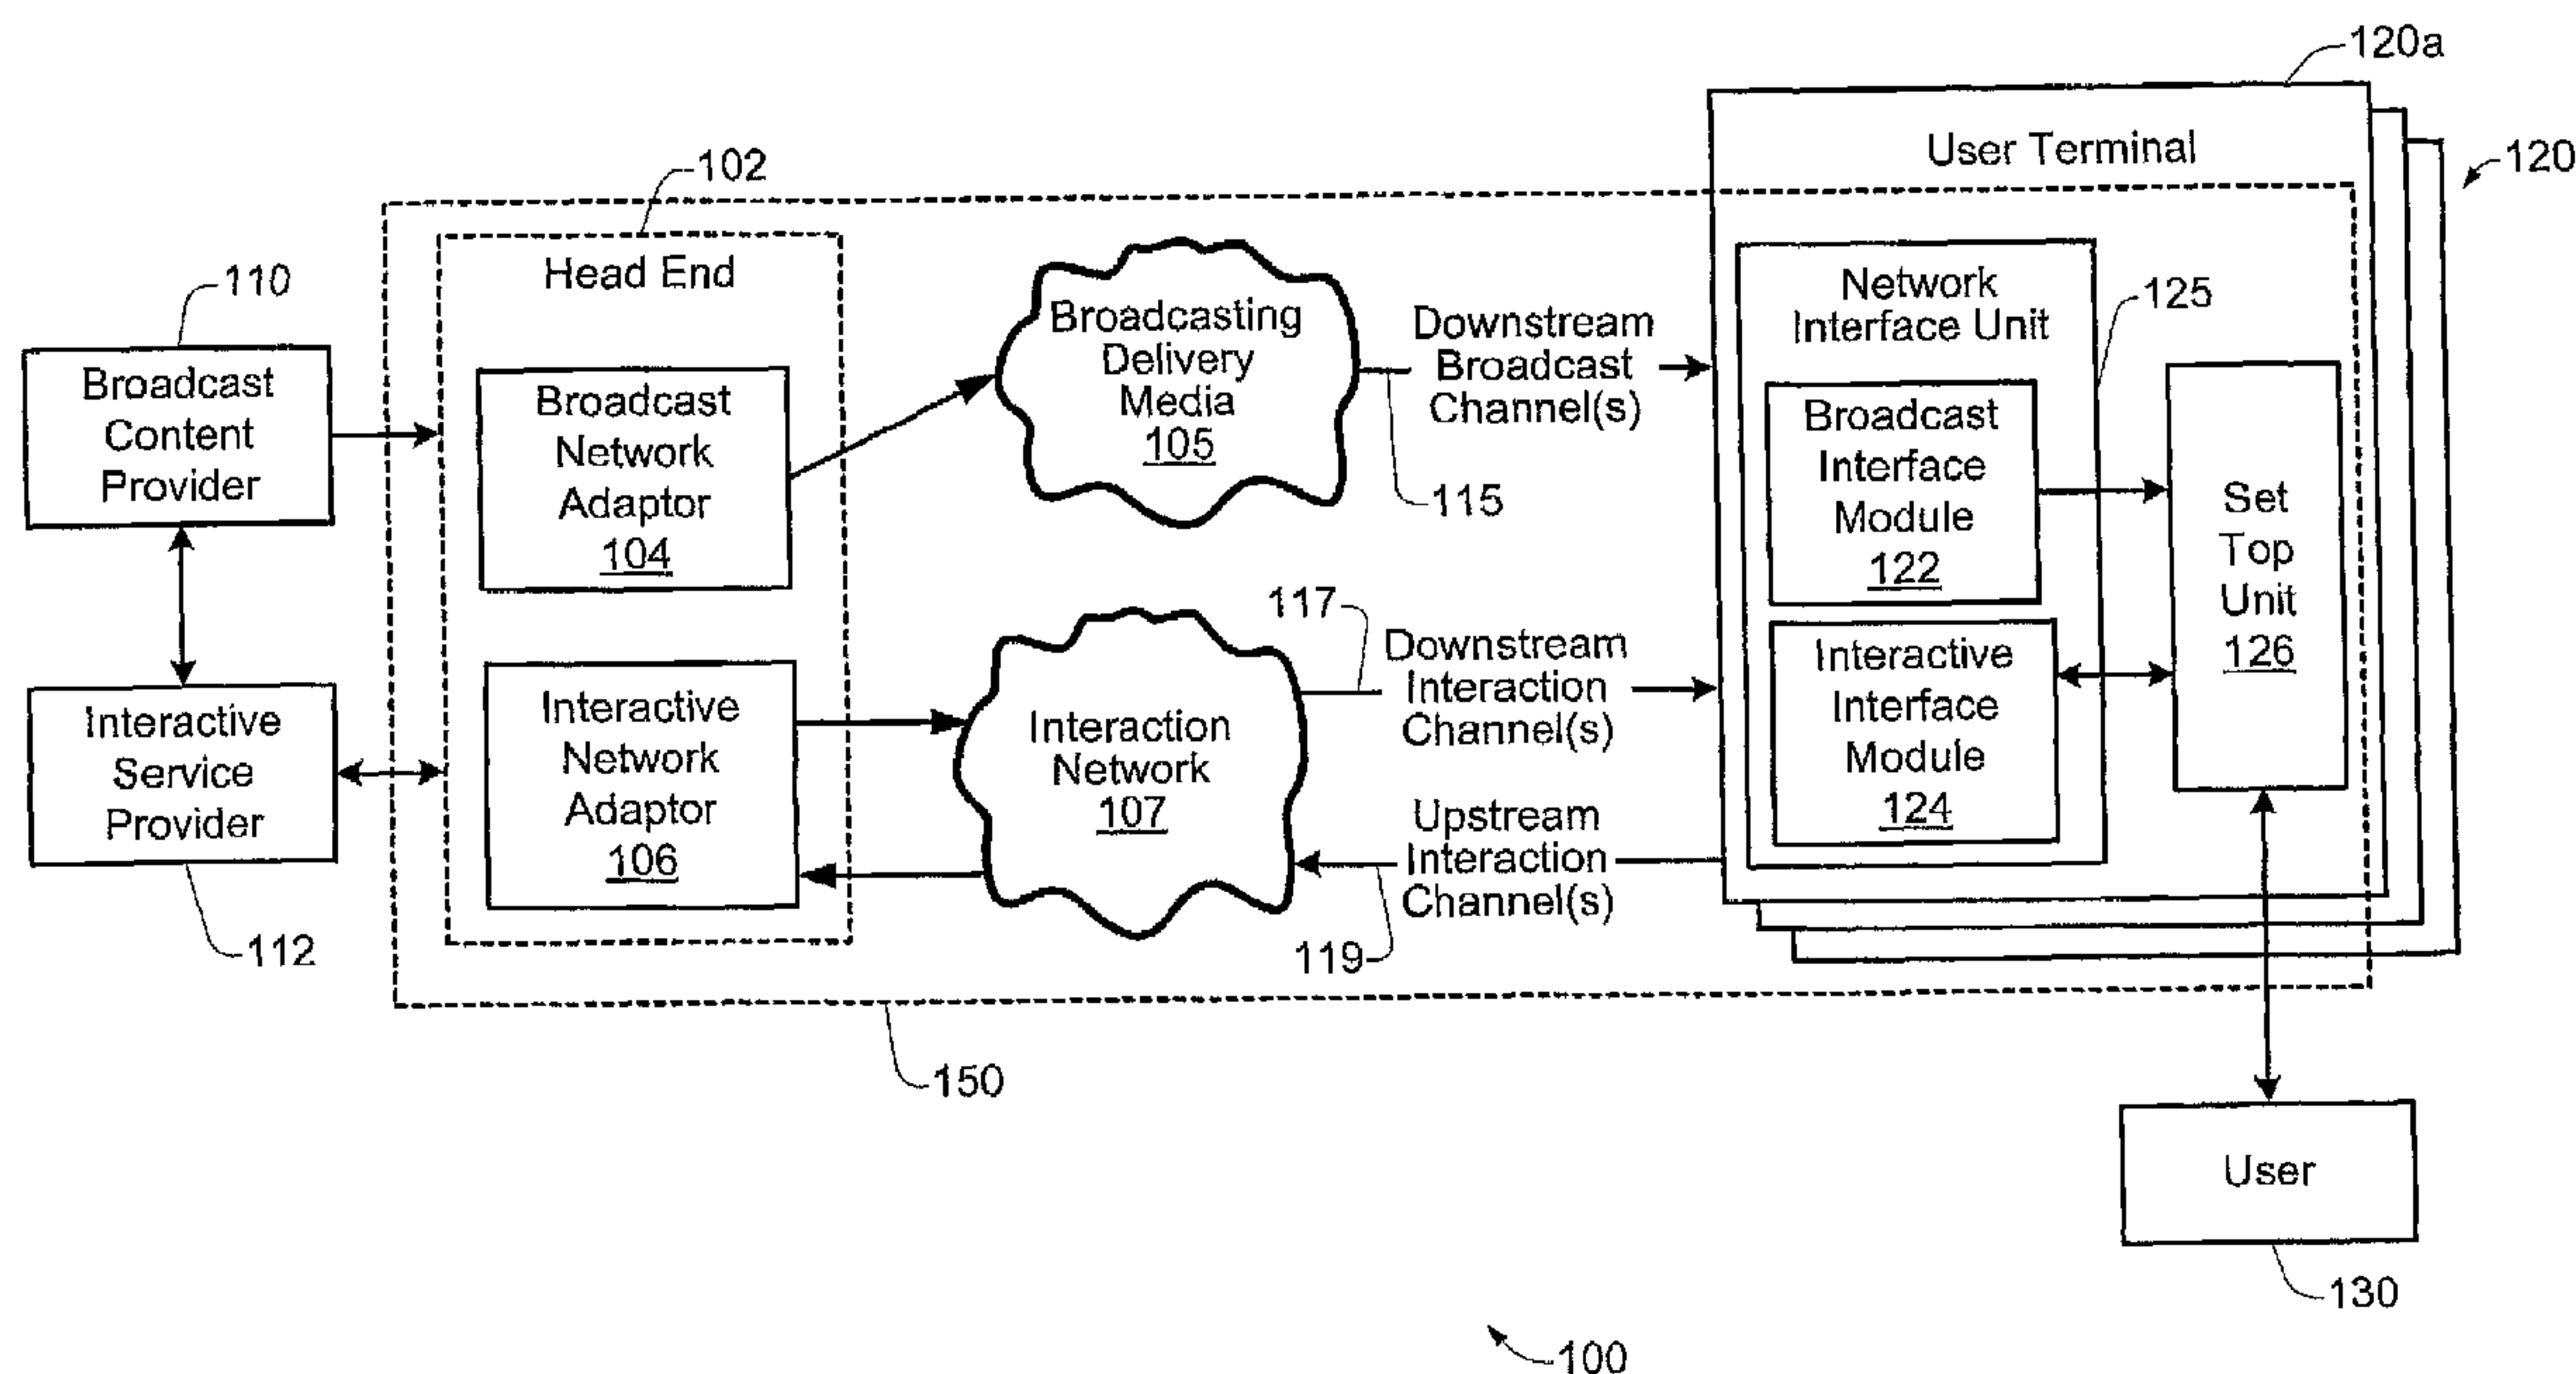 120a
User Terminal
120
102
Head End
110
Broadcast
Content
Provider
Broadcast
Network
Adaptor
104
Broadcasting
Delivery
Media
105
Downstream
Broadcast
Channel(s)
115
Network
Interface Unit
125
Broadcast
Interface
Module
122
Set
Top
Unit
126
Interactive
Service
Provider
112
Interactive
Network
Adaptor
106
Interaction
Network
107
117
Downstream
Interaction
Channel(s)
Upstream
Interaction
Channel(s)
119
Interactive
Interface
Module
124
150
User
130
100